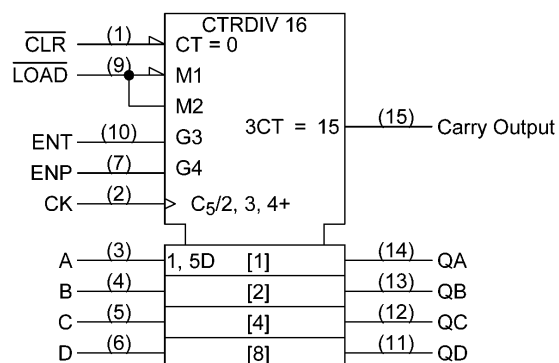 CTRDIV 16
CLR (1) CT = 0
LOAD (9) M1
M2
3CT = 15 (15) Carry Output
ENT (10) G3
ENP (7) G4
CK (2) C5/2, 3, 4+
A (3) 1, 5D [1] (14) QA
B (4) [2] (13) QB
C (5) [4] (12) QC
D (6) [8] (11) QD